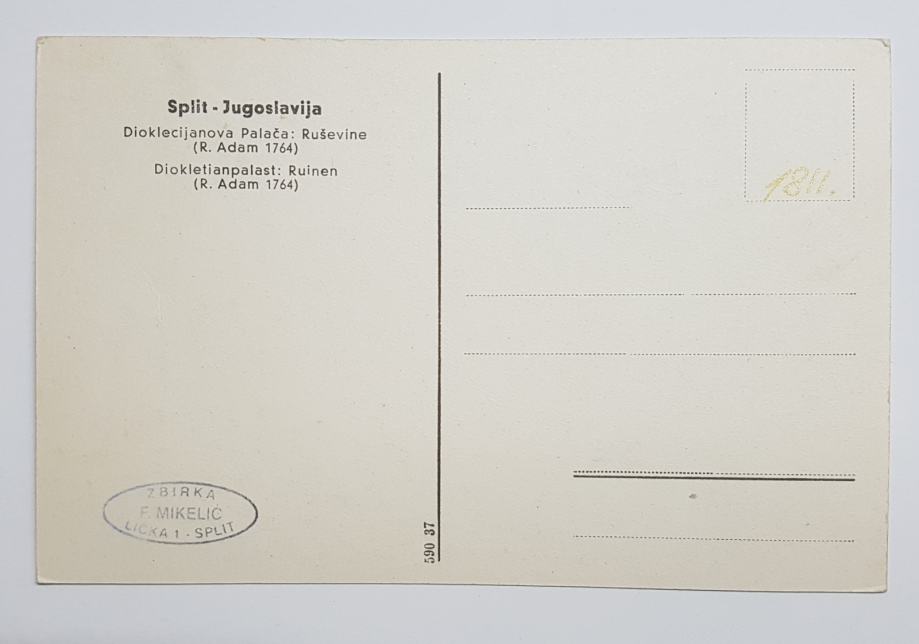 Split - Jugoslavija
Dioklecijanova Palača: Ruševine
(R. Adam 1764)
Diokletianpalast: Ruinen
(R. Adam 1764)
1811.
ZBIRKA
F. MIKELIĆ
LIČKA 1 - SPLIT
590 37